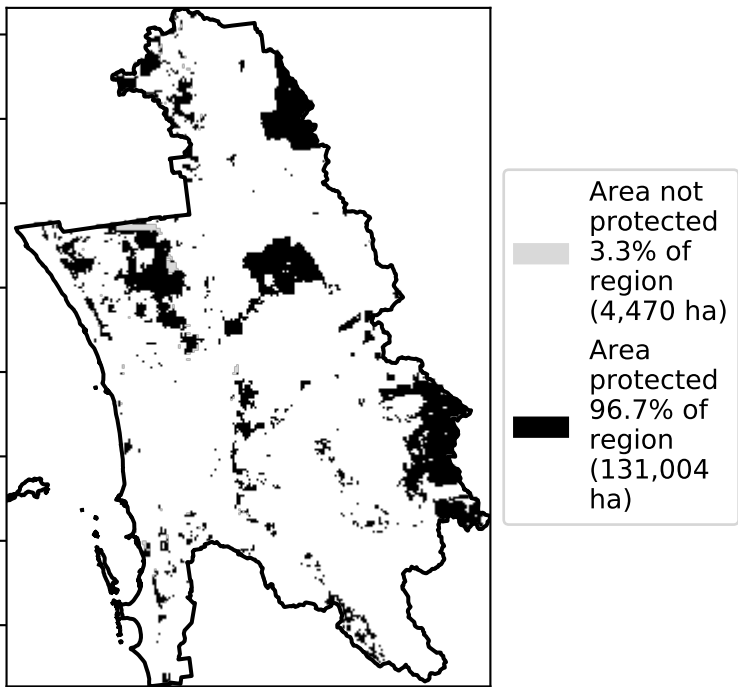 Area not
protected
3.3% of
region
(4,470 ha)
Area
protected
96.7% of
region
(131,004
ha)